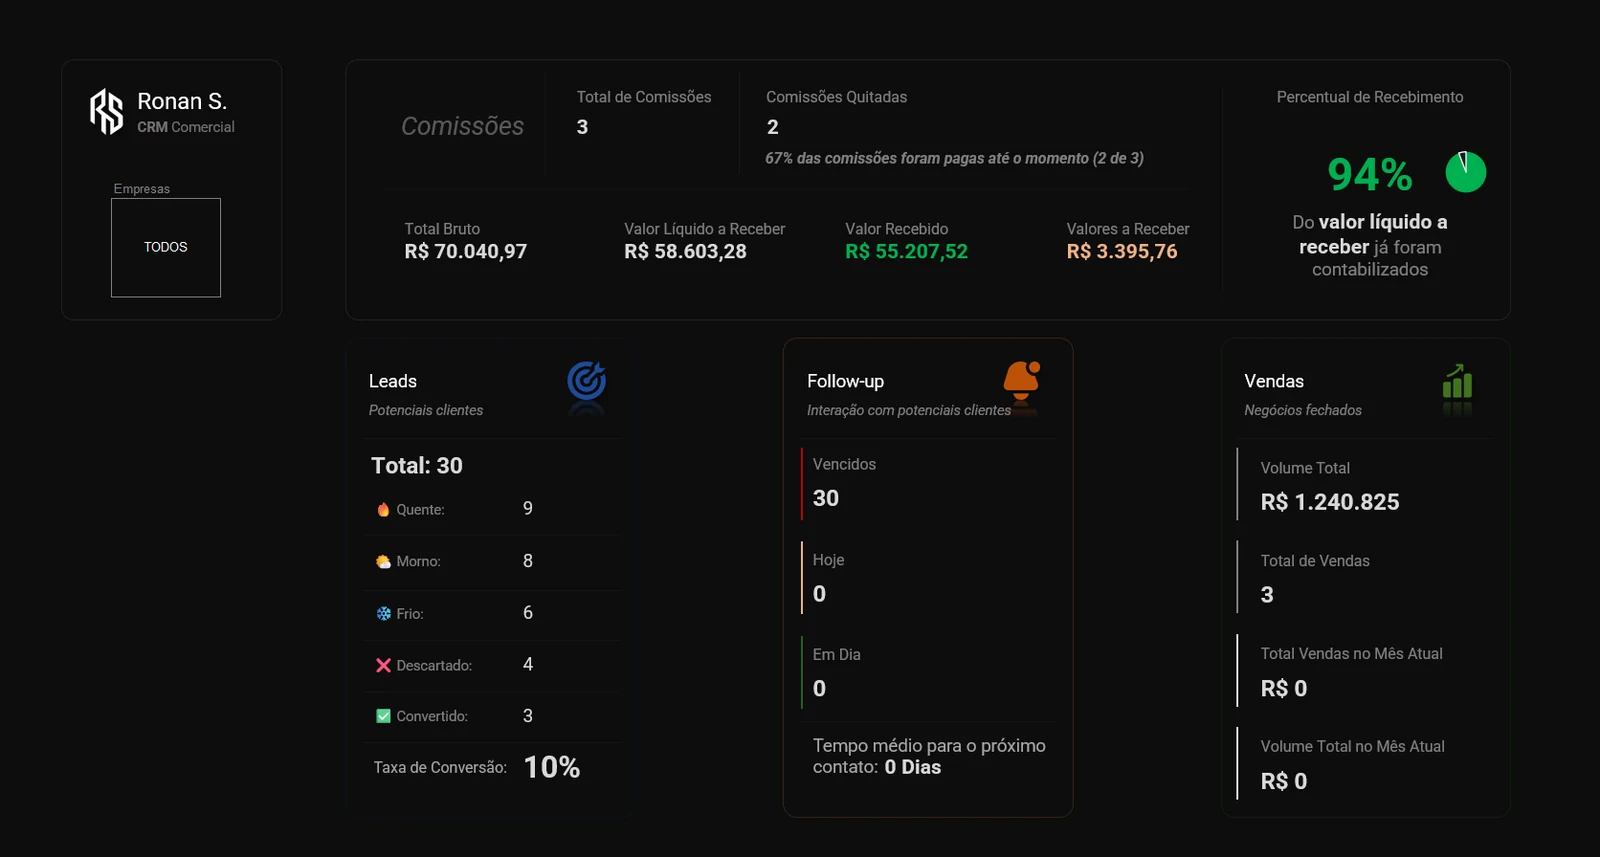 Ronan S.
CRM Comercial
Empresas
TODOS
Comissões
Total de Comissões
3
Comissões Quitadas
2
67% das comissões foram pagas até o momento (2 de 3)
Total Bruto
R$ 70.040,97
Valor Líquido a Receber
R$ 58.603,28
Valor Recebido
R$ 55.207,52
Valores a Receber
R$ 3.395,76
Percentual de Recebimento
94%
Do valor líquido a
receber já foram
contabilizados
Leads
Potenciais clientes
Total: 30
Quente: 9
Morno: 8
Frio: 6
Descartado: 4
Convertido: 3
Taxa de Conversão: 10%
Follow-up
Interação com potenciais clientes
Vencidos
30
Hoje
0
Em Dia
0
Tempo médio para o próximo
contato: 0 Dias
Vendas
Negócios fechados
Volume Total
R$ 1.240.825
Total de Vendas
3
Total Vendas no Mês Atual
R$ 0
Volume Total no Mês Atual
R$ 0